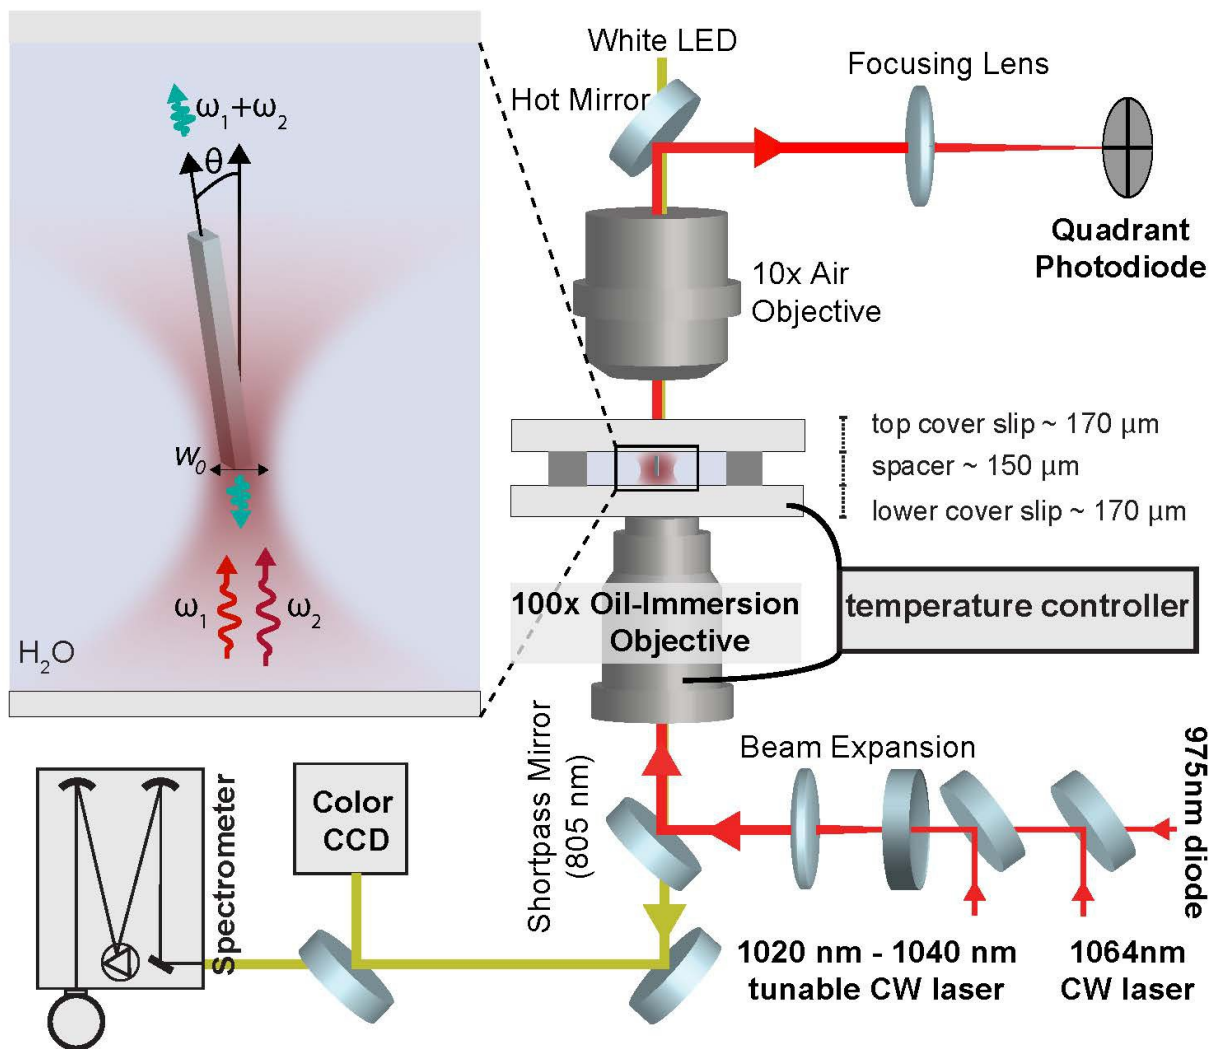 White LED
Hot Mirror
Focusing Lens
Quadrant
Photodiode
10x Air
Objective
ω1+ω2
θ
w0
ω1
ω2
H2O
top cover slip ~ 170 μm
spacer ~ 150 μm
lower cover slip ~ 170 μm
100x Oil-Immersion
Objective
temperature controller
Shortpass Mirror
(805 nm)
Beam Expansion
975nm diode
1020 nm - 1040 nm
tunable CW laser
1064nm
CW laser
Color
CCD
Spectrometer